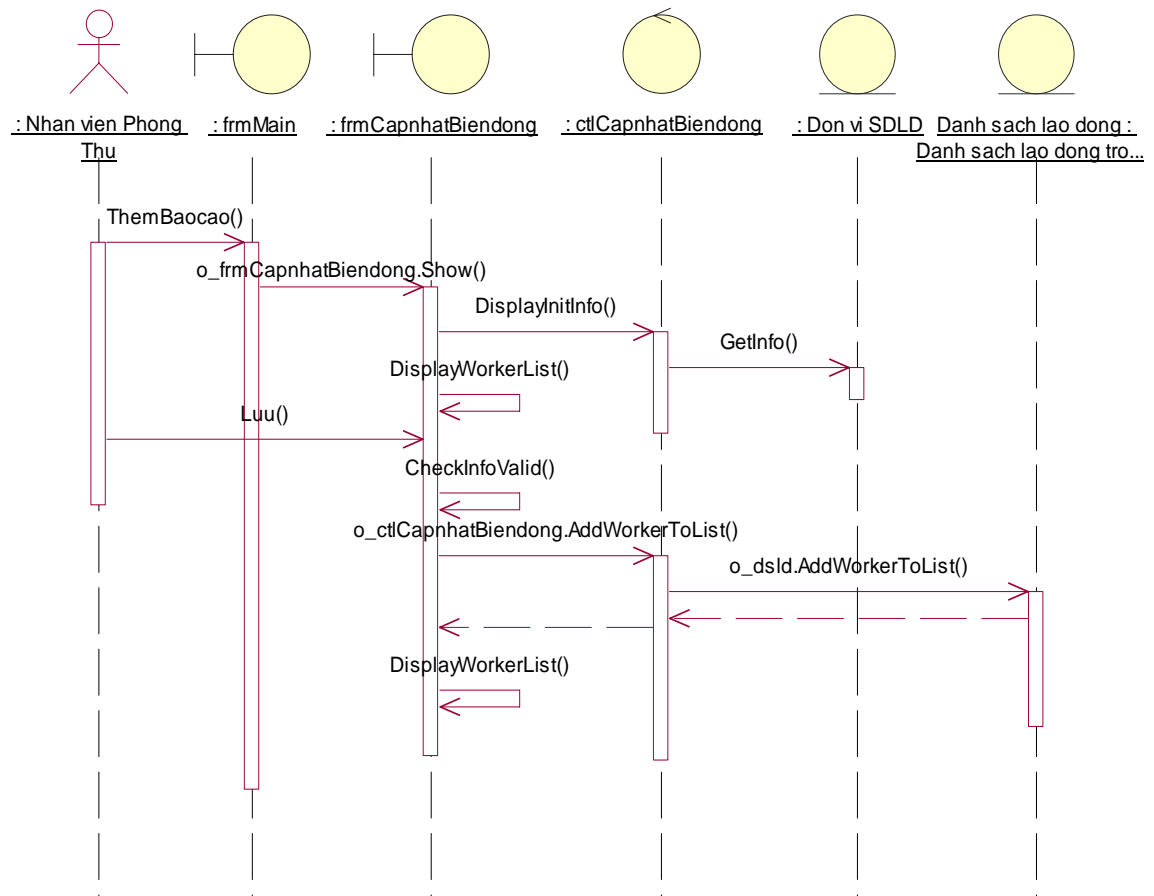 : Nhan vien Phong
Thu
: frmMain
: frmCapnhatBiendong
: ctlCapnhatBiendong
: Don vi SDLD
Danh sach lao dong :
Danh sach lao dong tro...
ThemBaocao()
o_frmCapnhatBiendong.Show()
DisplayInitInfo()
GetInfo()
DisplayWorkerList()
Luu()
CheckInfoValid()
o_ctlCapnhatBiendong.AddWorkerToList()
o_dsld.AddWorkerToList()
DisplayWorkerList()